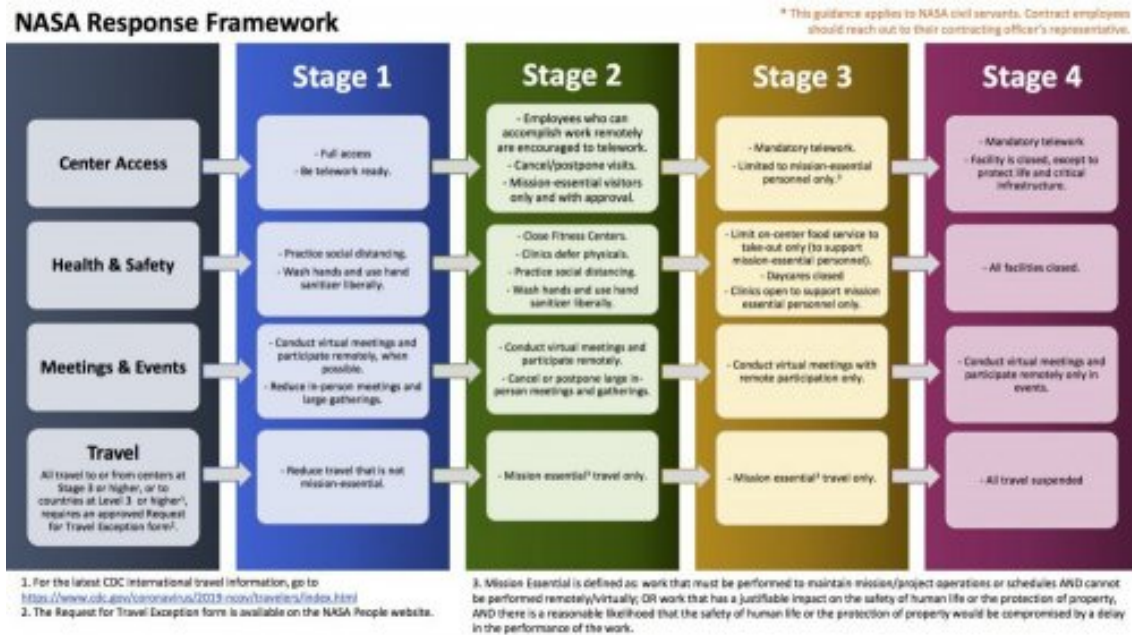 NASA Response Framework
* This guidance applies to NASA civil servants. Contract employees
should reach out to their contracting officer's representative.
Stage 1
Stage 2
Stage 3
Stage 4
Center Access
- Full access
- Be telework ready.
- Employees who can
accomplish work remotely
are encouraged to telework.
- Cancel/postpone visits.
- Mission-essential visitors
only and with approval.
- Mandatory telework.
- Limited to mission-essential
personnel only.³
- Mandatory telework
- Facility is closed, except to
protect life and critical
infrastructure.
Health & Safety
- Practice social distancing.
- Wash hands and use hand
sanitizer liberally.
- Close Fitness Centers.
- Clinics defer physicals.
- Practice social distancing.
- Wash hands and use hand
sanitizer liberally.
- Limit on-center food service to
take-out only (to support
mission-essential personnel).
- Daycares closed
- Clinics open to support mission
essential personnel only.
- All facilities closed.
Meetings & Events
- Conduct virtual meetings and
participate remotely, when
possible.
- Reduce in-person meetings and
large gatherings.
- Conduct virtual meetings and
participate remotely.
- Cancel or postpone large in-
person meetings and gatherings.
- Conduct virtual meetings with
remote participation only.
- Conduct virtual meetings and
participate remotely only in
events.
Travel
All travel to or from centers at
Stage 3 or higher, or to
countries at Level 3 or higher¹,
requires an approved Request
for Travel Exception form².
- Reduce travel that is not
mission-essential.
- Mission essential³ travel only.
- Mission essential³ travel only.
- All travel suspended
1. For the latest CDC International travel information, go to
https://www.cdc.gov/coronavirus/2019-ncov/travelers/index.html
2. The Request for Travel Exception form is available on the NASA People website.
3. Mission Essential is defined as: work that must be performed to maintain mission/project operations or schedules AND cannot
be performed remotely/virtually; OR work that has a justifiable impact on the safety of human life or the protection of property,
AND there is a reasonable likelihood that the safety of human life or the protection of property would be compromised by a delay
in the performance of the work.